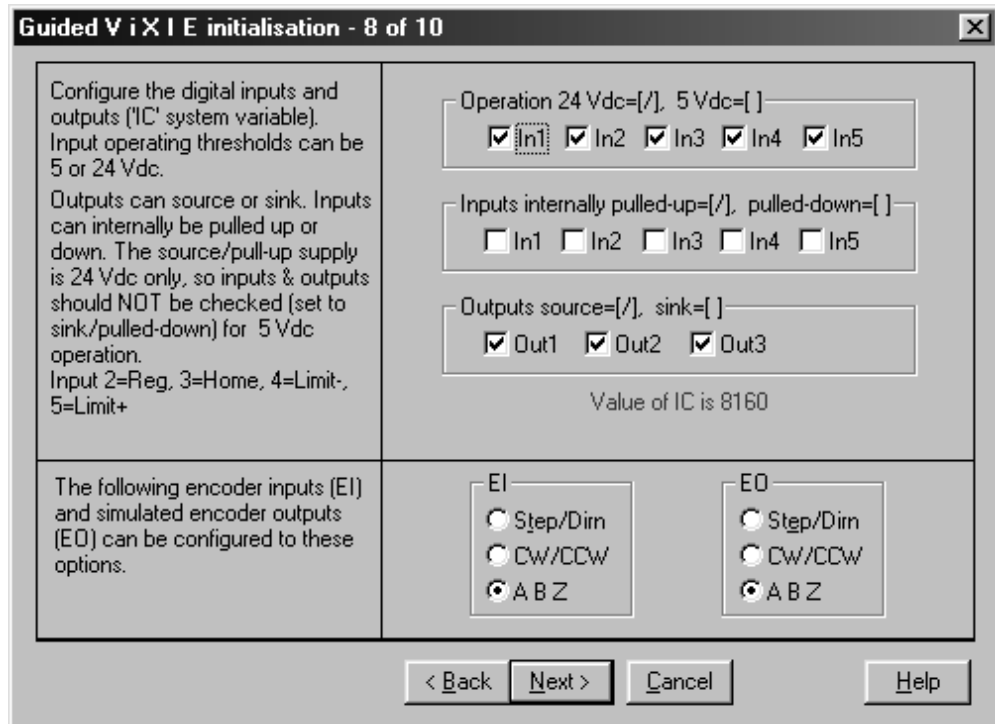 Guided V i X I E initialisation - 8 of 10
Configure the digital inputs and
outputs ('IC' system variable).
Input operating thresholds can be
5 or 24 Vdc.
Outputs can source or sink. Inputs
can internally be pulled up or
down. The source/pull-up supply
is 24 Vdc only, so inputs & outputs
should NOT be checked (set to
sink/pulled-down) for 5 Vdc
operation.
Input 2=Reg, 3=Home, 4=Limit-,
5=Limit+
Operation 24 Vdc=[/], 5 Vdc=[ ]
In1 In2 In3 In4 In5
Inputs internally pulled-up=[/], pulled-down=[ ]
In1 In2 In3 In4 In5
Outputs source=[/], sink=[ ]
Out1 Out2 Out3
Value of IC is 8160
The following encoder inputs (EI)
and simulated encoder outputs
(EO) can be configured to these
options.
EI
Step/Dirn
CW/CCW
A B Z
EO
Step/Dirn
CW/CCW
A B Z
< Back Next > Cancel Help